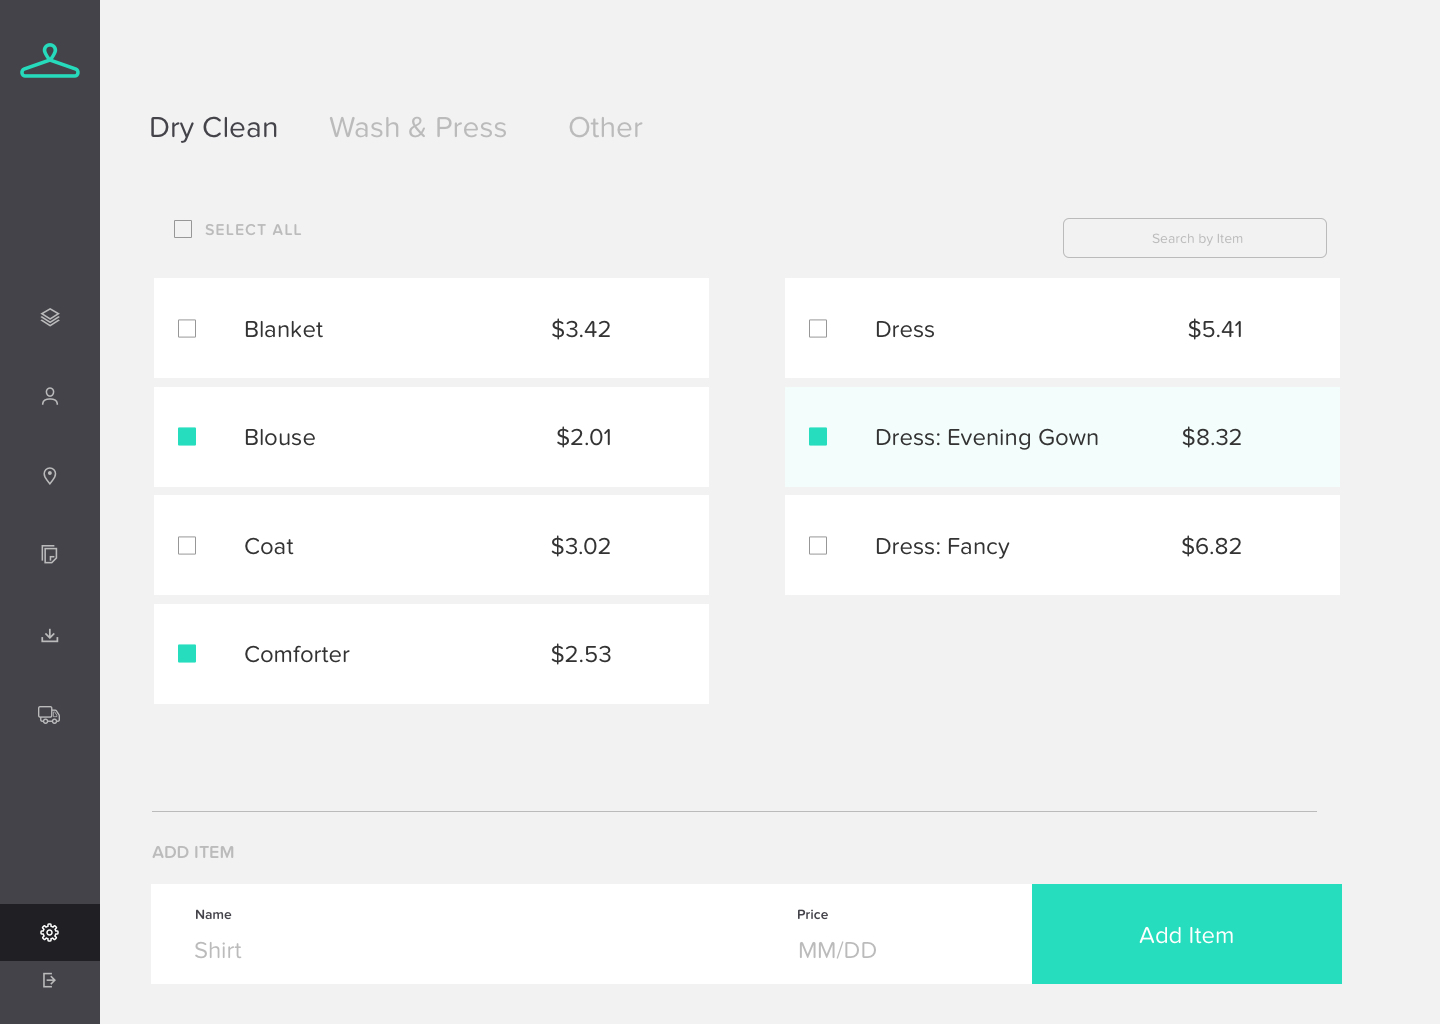 Dry Clean
Wash & Press
Other
SELECT ALL
Search by Item
Blanket $3.42
Blouse $2.01
Coat $3.02
Comforter $2.53
Dress $5.41
Dress: Evening Gown $8.32
Dress: Fancy $6.82
ADD ITEM
Name
Shirt
Price
MM/DD
Add Item